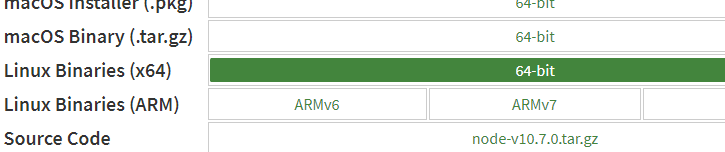 macOS Installer (.pkg) 64-bit
macOS Binary (.tar.gz) 64-bit
Linux Binaries (x64) 64-bit
Linux Binaries (ARM) ARMv6 ARMv7
Source Code node-v10.7.0.tar.gz